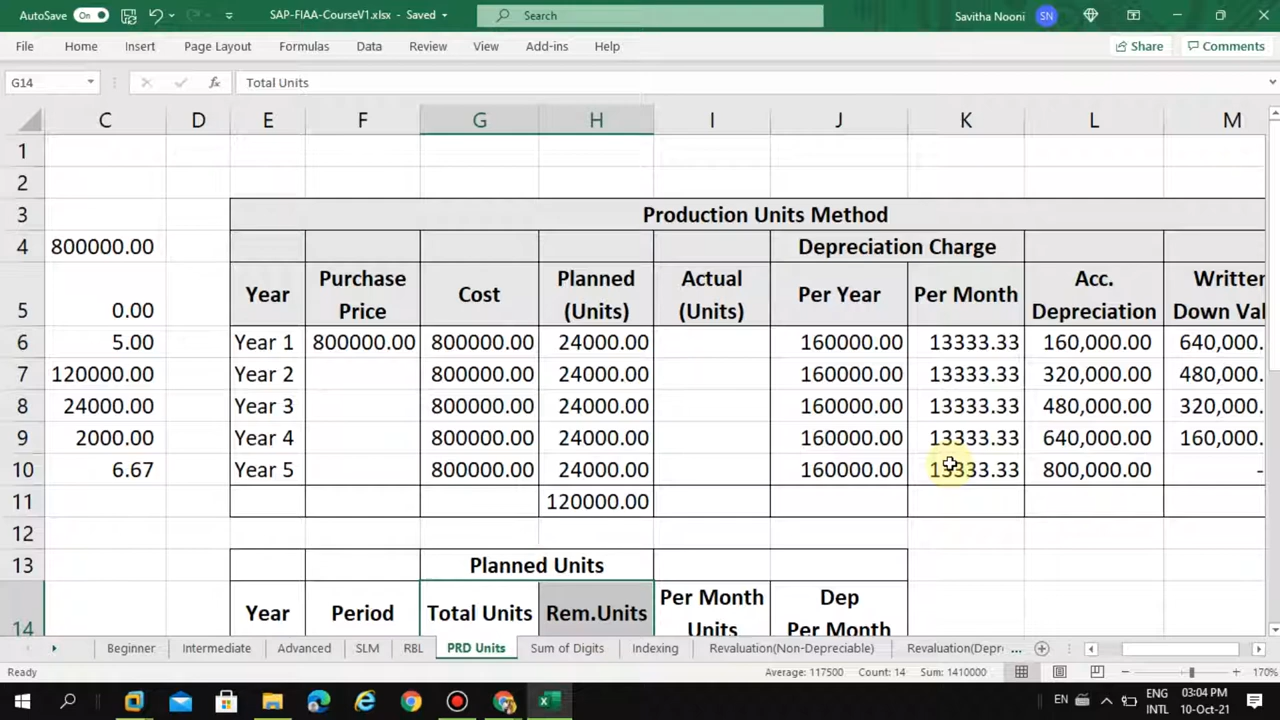 AutoSave On SAP-FIAA-CourseV1.xlsx - Saved Search Savitha Nooni SN
File Home Insert Page Layout Formulas Data Review View Add-ins Help Share Comments
G14 fx Total Units
C D E F G H I J K L M
1
2
3 Production Units Method
4 800000.00 Depreciation Charge
Purchase Planned Actual Acc. Written
Year Cost Per Year Per Month
5 0.00 Price (Units) (Units) Depreciation Down Val
6 5.00 Year 1 800000.00 800000.00 24000.00 160000.00 13333.33 160,000.00 640,000.
7 120000.00 Year 2 800000.00 24000.00 160000.00 13333.33 320,000.00 480,000.
8 24000.00 Year 3 800000.00 24000.00 160000.00 13333.33 480,000.00 320,000.
9 2000.00 Year 4 800000.00 24000.00 160000.00 13333.33 640,000.00 160,000.
10 6.67 Year 5 800000.00 24000.00 160000.00 13333.33 800,000.00 -
11 120000.00
12
13 Planned Units
Per Month Dep
Year Period Total Units Rem.Units
14 Units Per Month
Beginner Intermediate Advanced SLM RBL PRD Units Sum of Digits Indexing Revaluation(Non-Depreciable) Revaluation(Depr ...
Ready Average: 117500 Count: 14 Sum: 1410000 170%
EN ENG 03:04 PM
INTL 10-Oct-21